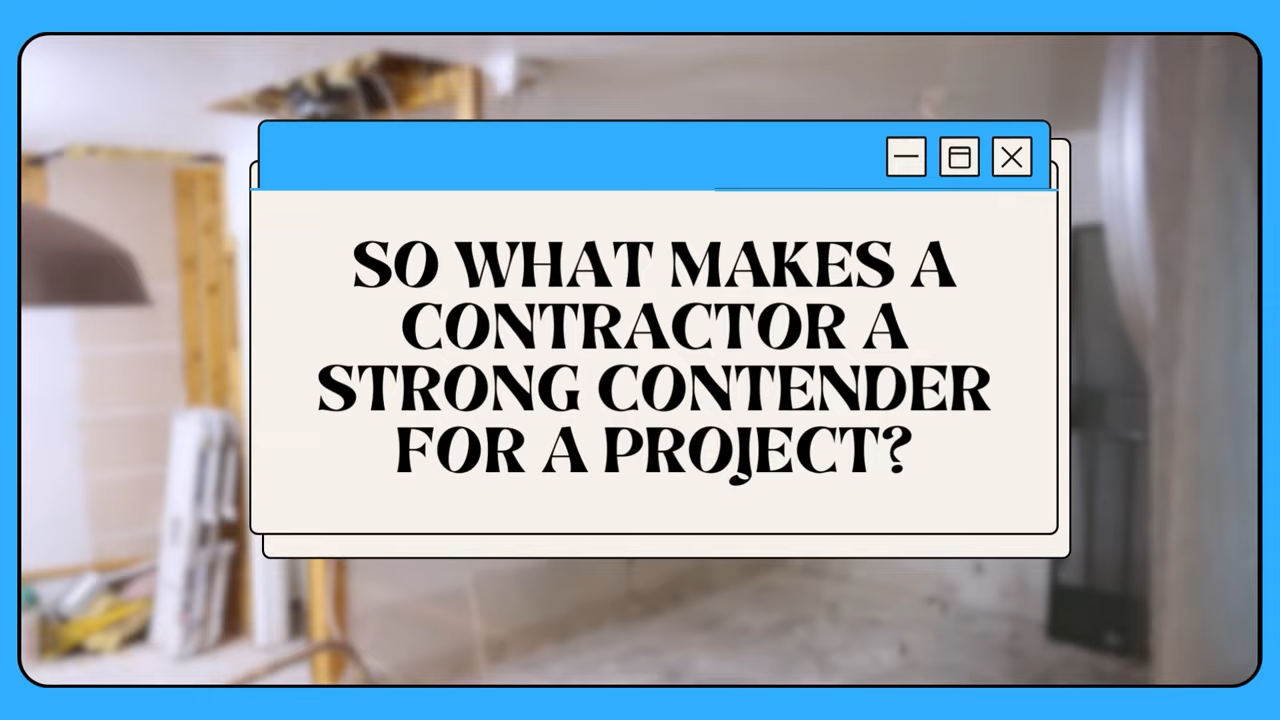 SO WHAT MAKES A
CONTRACTOR A
STRONG CONTENDER
FOR A PROJECT?